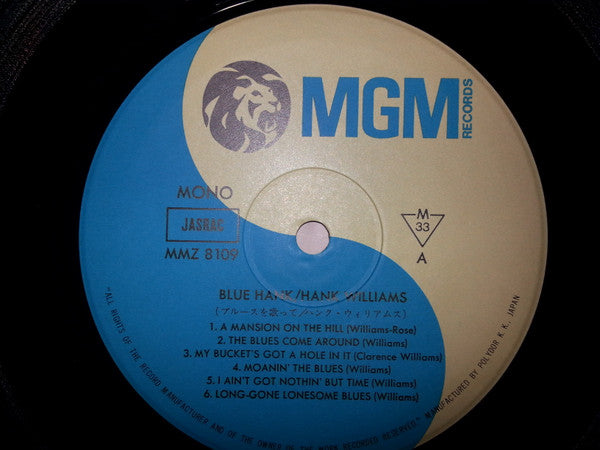 MGM
RECORDS
MONO
JASRAC
MMZ 8109
M
33
A
BLUE HANK/HANK WILLIAMS
(ブルースを歌って/ハンク・ウィリアムス)
1. A MANSION ON THE HILL (Williams-Rose)
2. THE BLUES COME AROUND (Williams)
3. MY BUCKET'S GOT A HOLE IN IT (Clarence Williams)
4. MOANIN' THE BLUES (Williams)
5. I AIN'T GOT NOTHIN' BUT TIME (Williams)
6. LONG-GONE LONESOME BLUES (Williams)
"ALL RIGHTS OF THE RECORD MANUFACTURER AND OF THE OWNER OF THE WORK RECORDED RESERVED." MANUFACTURED BY POLYDOR K. K., JAPAN